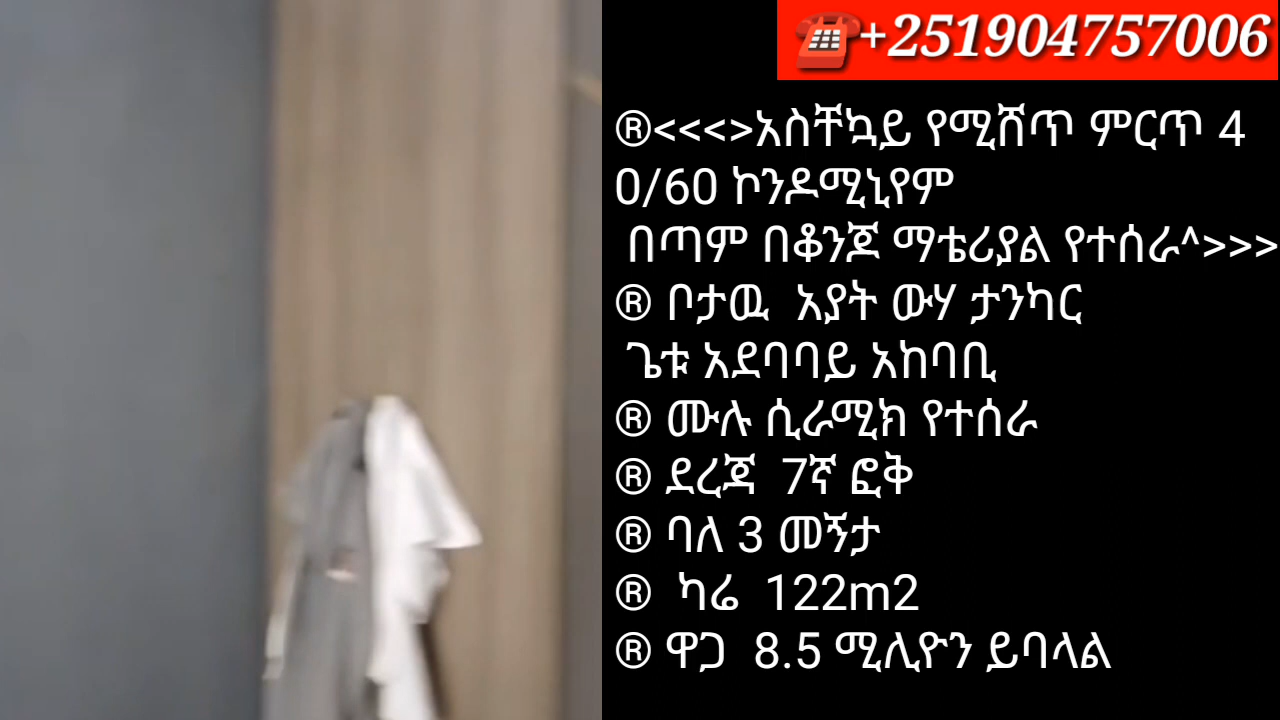 ☎️+251904757006
®<<<>አስቸኳይ የሚሸጥ ምርጥ 4
0/60 ኮንዶሚኒየም
በጣም በቆንጆ ማቴሪያል የተሰራ^>>>
® ቦታዉ አያት ውሃ ታንካር
ጌቱ አደባባይ አከባቢ
® ሙሉ ሲራሚክ የተሰራ
® ደረጃ 7ኛ ፎቅ
® ባለ 3 መኝታ
® ካሬ 122m2
® ዋጋ 8.5 ሚሊዮን ይባላል